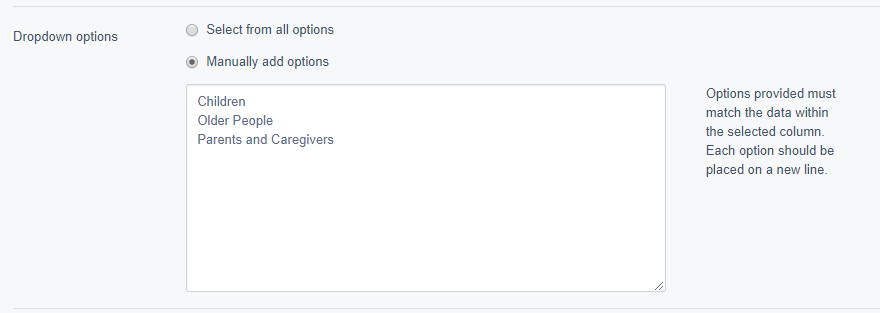 Dropdown options
Select from all options
Manually add options
Children
Older People
Parents and Caregivers
Options provided must
match the data within
the selected column.
Each option should be
placed on a new line.